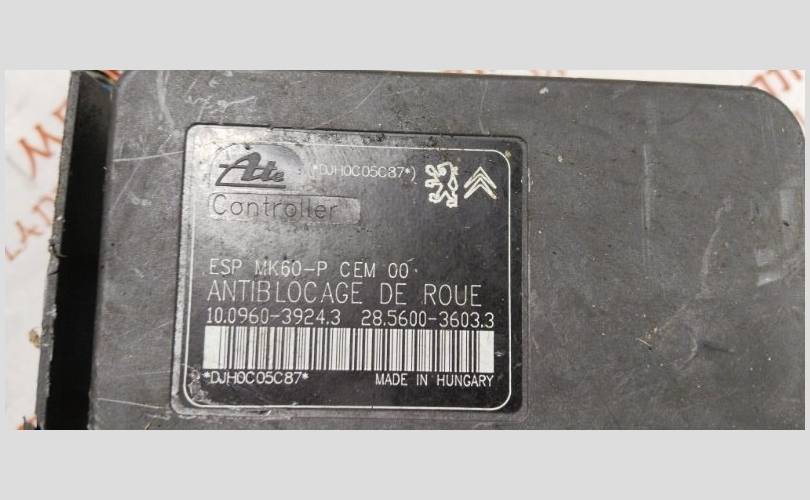 Ate (*DJH0C05C87*)
Controller
ESP MK60-P CEM 00
ANTIBLOCAGE DE ROUE
10.0960-3924.3 28.5600-3603.3
*DJH0C05C87* MADE IN HUNGARY